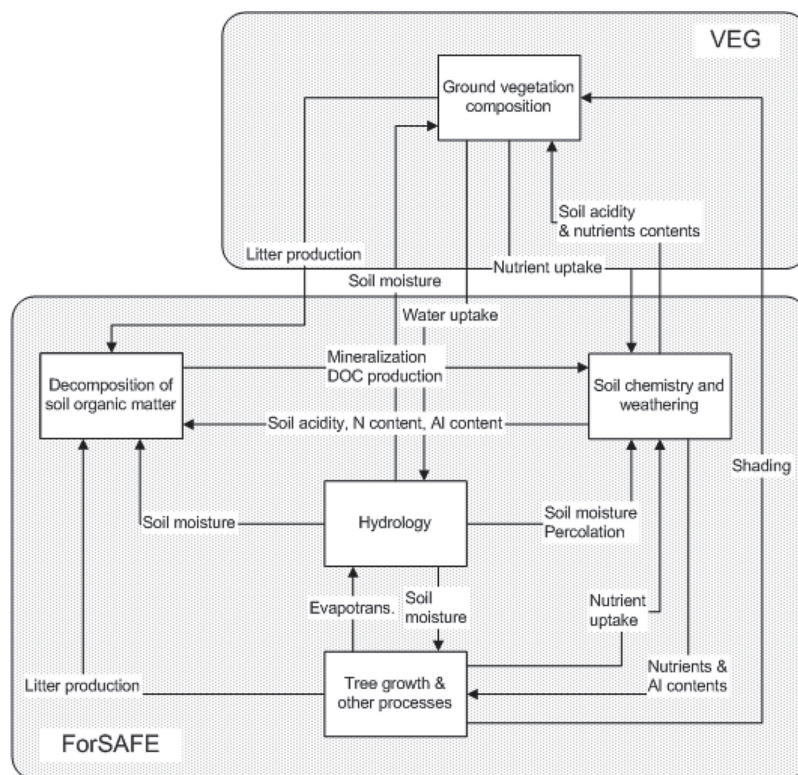 VEG
Ground vegetation
composition
Soil acidity
& nutrients contents
Litter production
Nutrient uptake
Soil moisture
Water uptake
Mineralization
DOC production
Decomposition of
soil organic matter
Soil chemistry and
weathering
Soil acidity, N content, Al content
Shading
Soil moisture
Hydrology
Soil moisture
Percolation
Evapotrans.
Soil
moisture
Nutrient
uptake
Litter production
Tree growth &
other processes
Nutrients &
Al contents
ForSAFE